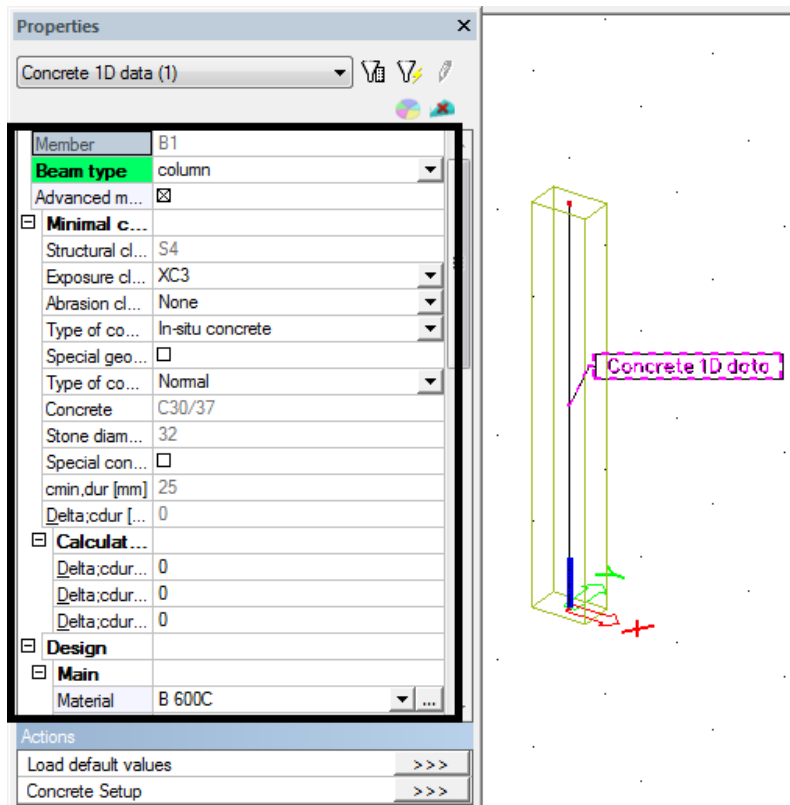 Properties
Concrete 1D data (1)
Member B1
Beam type column
Advanced m...
Minimal c...
Structural cl... S4
Exposure cl... XC3
Abrasion cl... None
Type of co... In-situ concrete
Special geo...
Type of co... Normal
Concrete C30/37
Stone diam... 32
Special con...
cmin,dur [mm] 25
Delta;cdur [... 0
Calculat...
Delta;cdur... 0
Delta;cdur... 0
Delta;cdur... 0
Design
Main
Material B 600C ...
Actions
Load default values >>>
Concrete Setup >>>
Concrete 1D data
Y
X